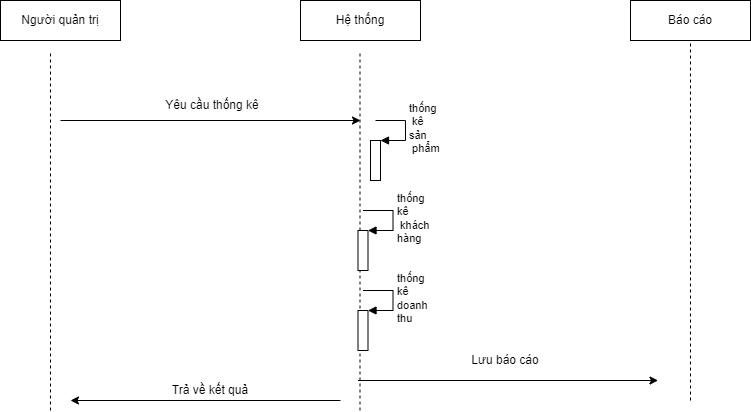 Người quản trị
Hệ thống
Báo cáo
Yêu cầu thống kê
thống
kê
sản
phẩm
thống
kê
khách
hàng
thống
kê
doanh
thu
Lưu báo cáo
Trả về kết quả